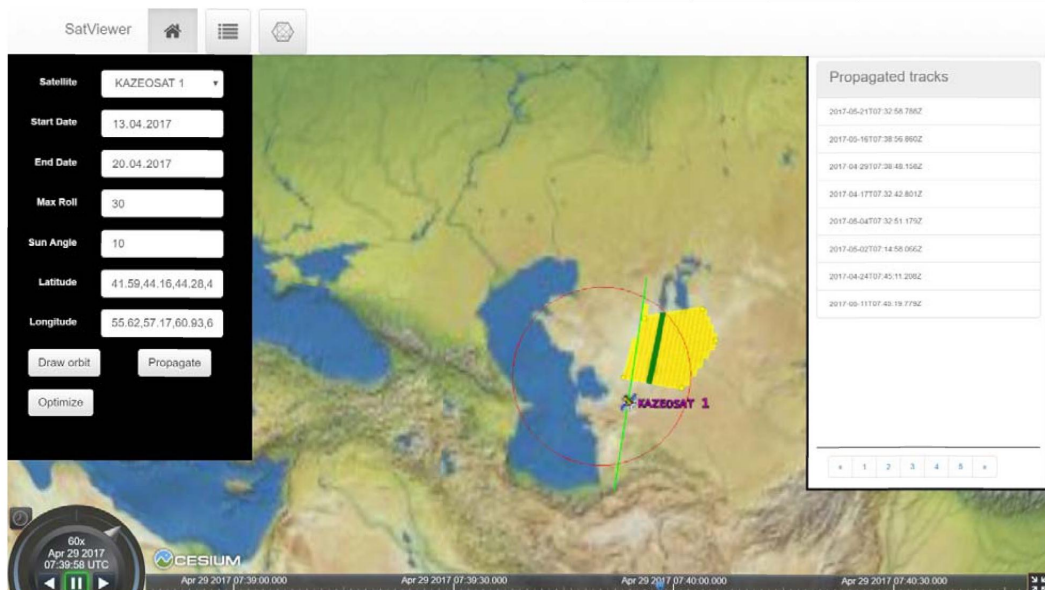 SatViewer
Satellite KAZEOSAT 1
Start Date 13.04.2017
End Date 20.04.2017
Max Roll 30
Sun Angle 10
Latitude 41.59,44.16,44.28,4
Longitude 55.62,57.17,60.93,6
Draw orbit Propagate
Optimize
KAZEOSAT 1
Propagated tracks
2017-05-21T07:32:58.788Z
2017-05-16T07:38:56.860Z
2017-04-29T07:38:48.158Z
2017-04-17T07:32:42.801Z
2017-05-04T07:32:51.179Z
2017-05-02T07:14:58.066Z
2017-04-24T07:45:11.208Z
2017-05-11T07:45:19.779Z
« 1 2 3 4 5 »
60x
Apr 29 2017
07:39:58 UTC
CESIUM
Apr 29 2017 07:39:00.000 Apr 29 2017 07:39:30.000 Apr 29 2017 07:40:00.000 Apr 29 2017 07:40:30.000